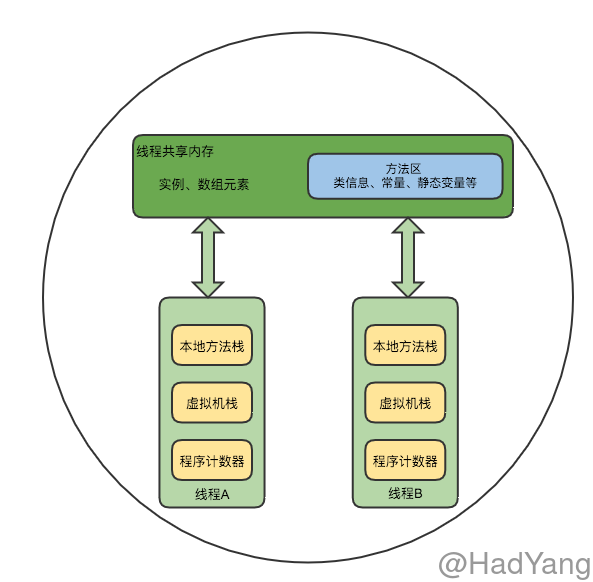 线程共享内存
方法区
实例、数组元素
类信息、常量、静态变量等
本地方法栈
本地方法栈
虚拟机栈
虚拟机栈
程序计数器
程序计数器
线程A
线程B
@HadYang